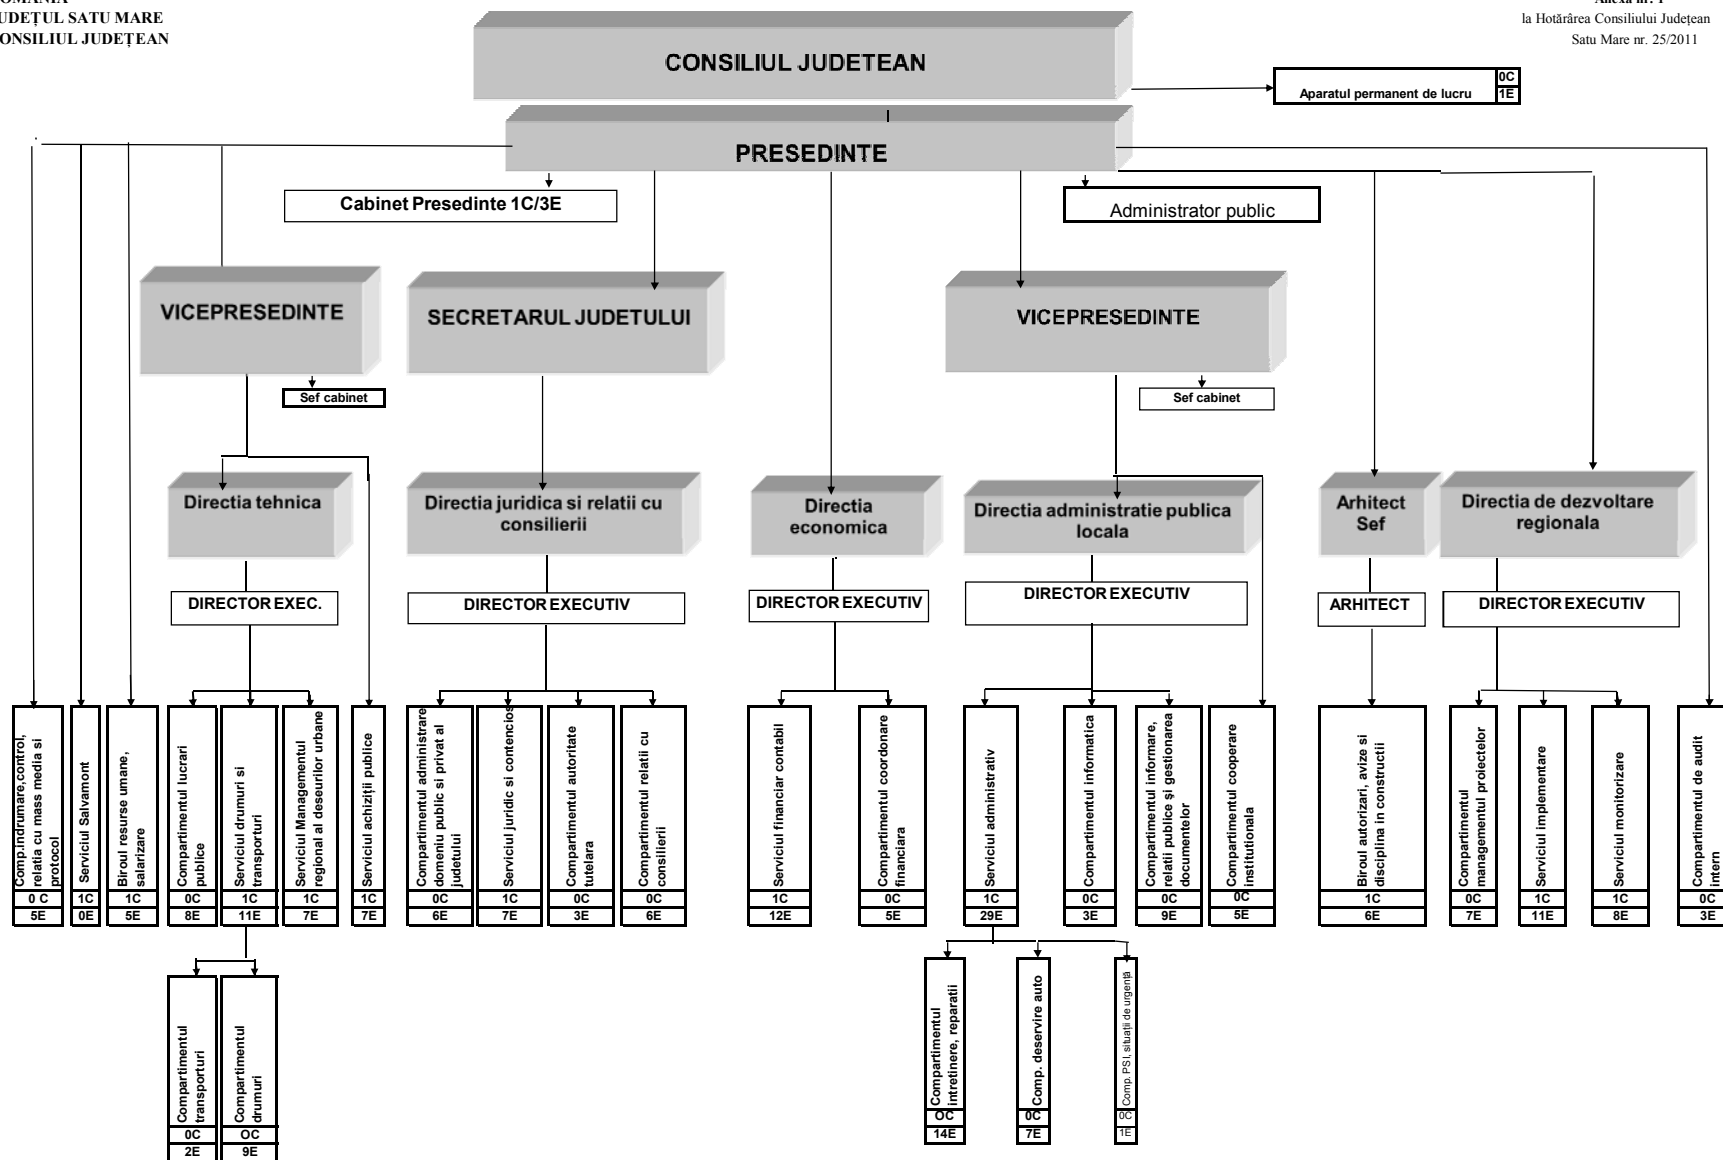 JUDEȚUL SATU MARE
CONSILIUL JUDEȚEAN
la Hotărârea Consiliului Județean
Satu Mare nr. 25/2011
CONSILIUL JUDETEAN
Aparatul permanent de lucru
0C
1E
PRESEDINTE
Cabinet Presedinte 1C/3E
Administrator public
VICEPRESEDINTE
SECRETARUL JUDETULUI
VICEPRESEDINTE
Sef cabinet
Sef cabinet
Directia tehnica
Directia juridica si relatii cu
consilierii
Directia
economica
Directia administratie publica
locala
Arhitect
Sef
Directia de dezvoltare
regionala
DIRECTOR EXEC.
DIRECTOR EXECUTIV
DIRECTOR EXECUTIV
DIRECTOR EXECUTIV
ARHITECT
DIRECTOR EXECUTIV
Comp.indrumare,control,
relatia cu mass media si
protocol
0 C
5E
Serviciul Salvamont
1C
0E
Biroul resurse umane,
salarizare
1C
5E
Compartimentul lucrari
publice
0C
8E
Serviciul drumuri si
transporturi
1C
11E
Serviciul Managementul
regional al deseurilor urbane
1C
7E
Serviciul achiziții publice
1C
7E
Compartimentul administrare
domeniu public si privat al
judetului
0C
6E
Serviciul juridic si contencios
1C
7E
Compartimentul autoritate
tutelara
0C
3E
Compartimentul relatii cu
consilierii
0C
6E
Serviciul financiar contabil
1C
12E
Compartimentul coordonare
financiara
0C
5E
Serviciul administrativ
1C
29E
Compartimentul informatica
0C
3E
Compartimentul informare,
relatii publice şi gestionarea
documentelor
0C
9E
Compartimentul cooperare
institutionala
0C
5E
Biroul autorizari, avize si
disciplina in constructii
1C
6E
Compartimentul
managementul proiectelor
0C
7E
Serviciul implementare
1C
11E
Serviciul monitorizare
1C
8E
Compartimentul de audit
intern
0C
3E
Compartimentul
transporturi
0C
2E
Compartimentul
drumuri
OC
9E
Compartimentul
intretinere, reparatii
OC
14E
Comp. deservire auto
0C
7E
Comp. PSI, situații de urgență
0C
1E